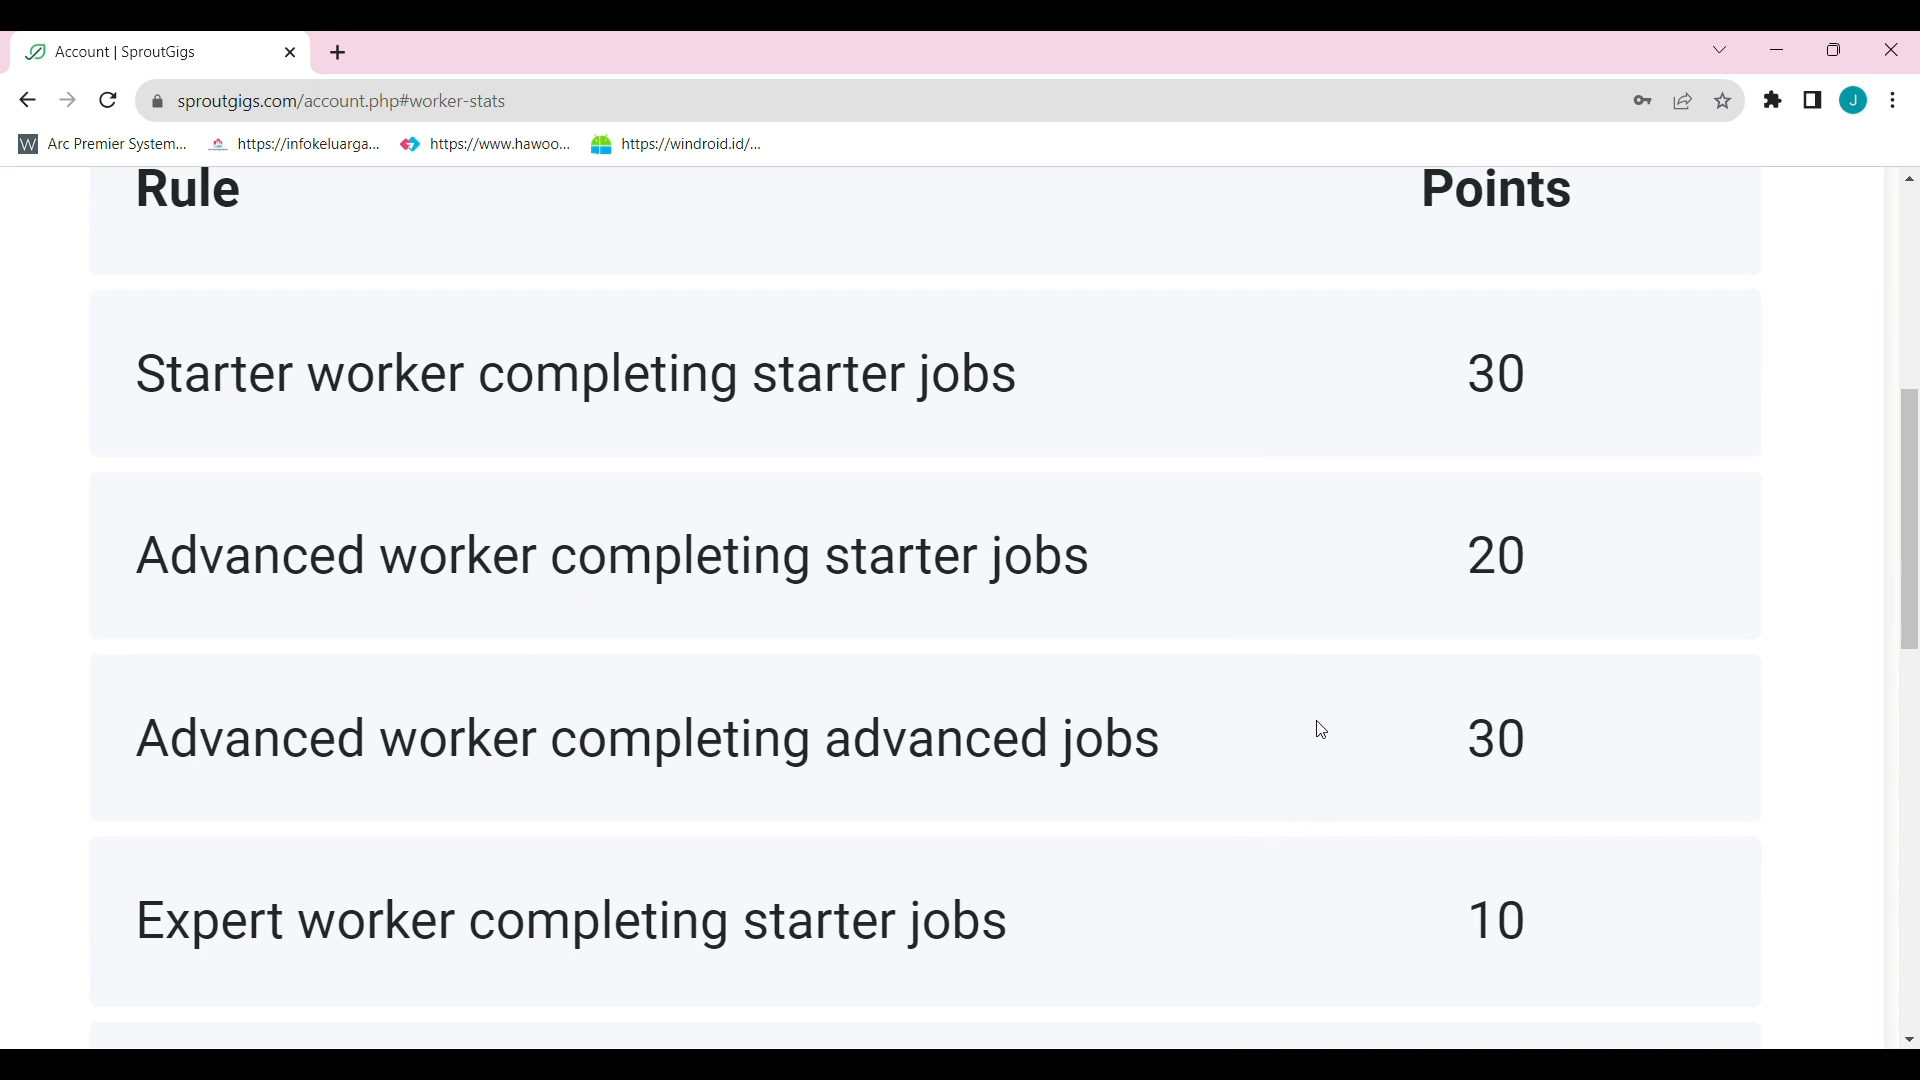 Account | SproutGigs
sproutgigs.com/account.php#worker-stats
J
W Arc Premier System... https://infokeluarga... https://www.hawoo... https://windroid.id/...
Rule Points
Starter worker completing starter jobs 30
Advanced worker completing starter jobs 20
Advanced worker completing advanced jobs 30
Expert worker completing starter jobs 10